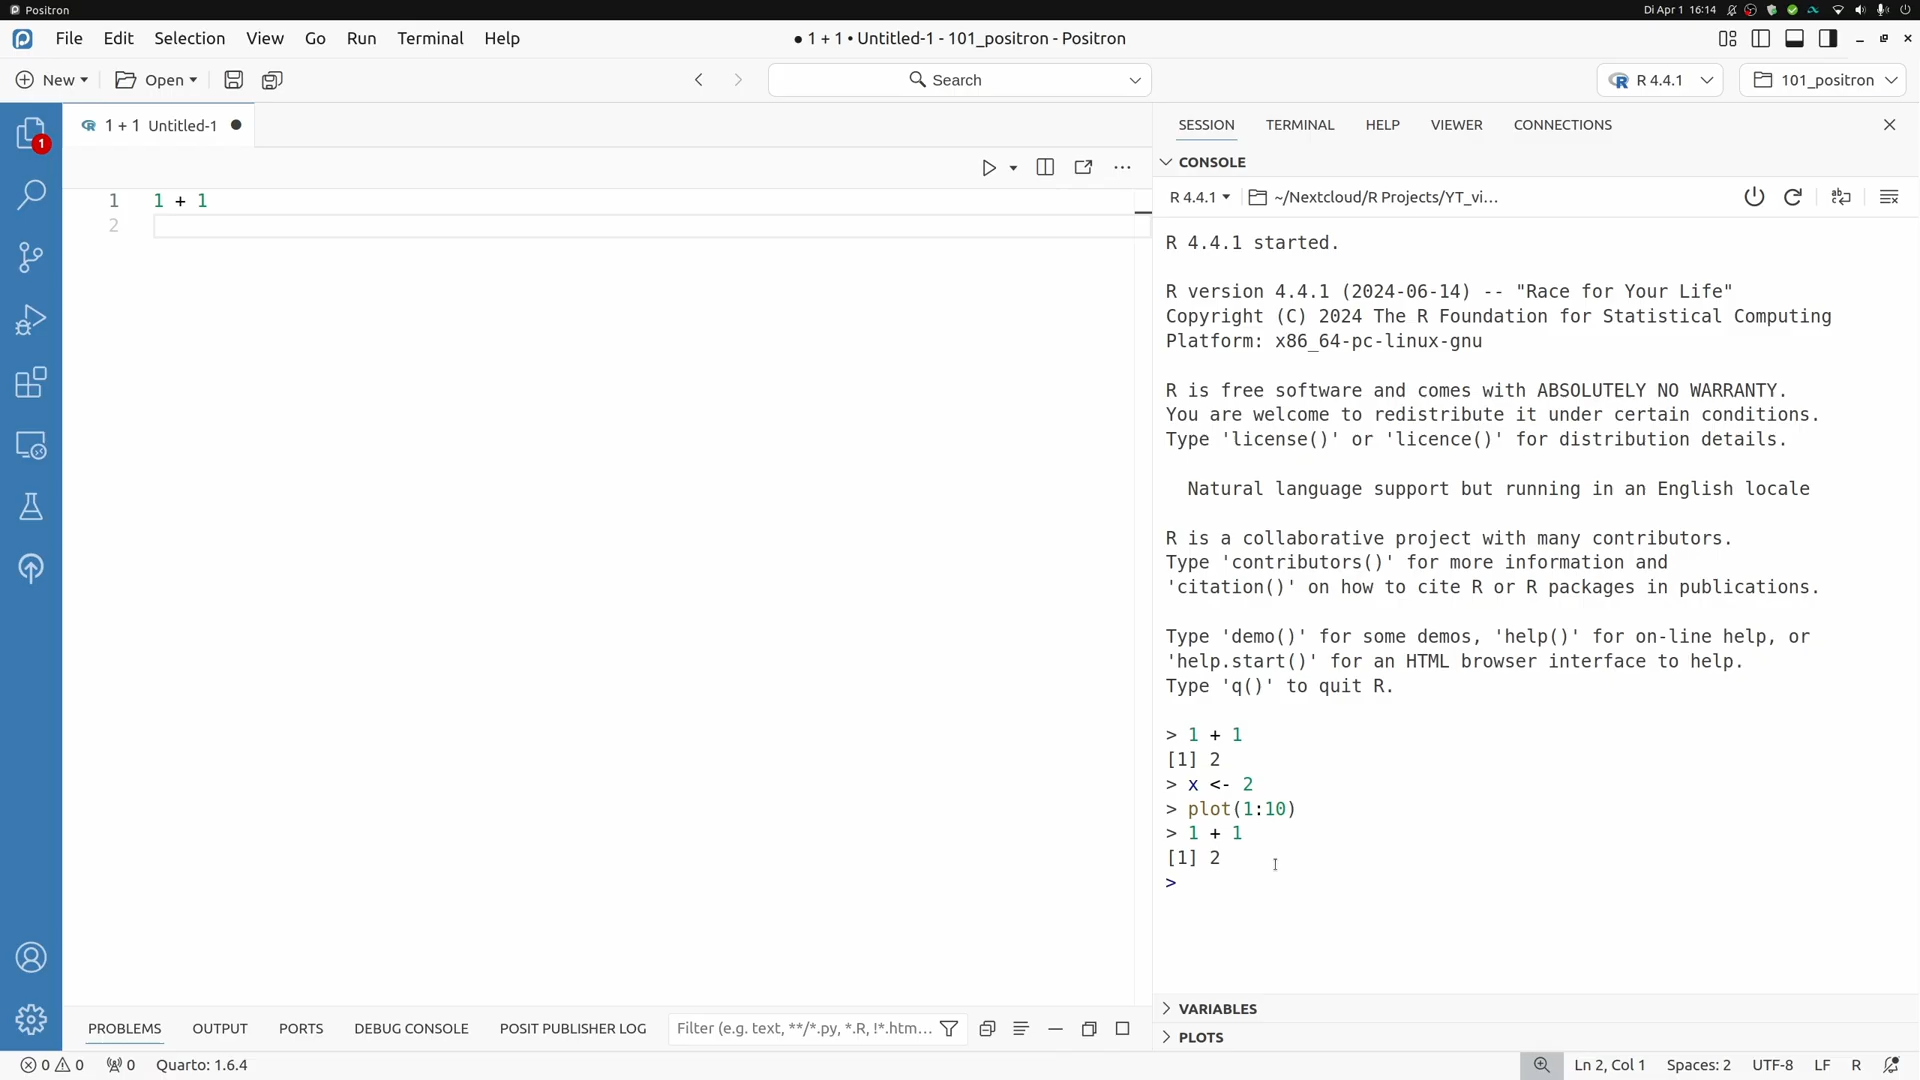 Positron
Di Apr 1 16:14
File Edit Selection View Go Run Terminal Help
● 1 + 1 • Untitled-1 - 101_positron - Positron
New
Open
Search
R 4.4.1
101_positron
1
1 + 1 Untitled-1
1 1 + 1
2
SESSION TERMINAL HELP VIEWER CONNECTIONS
CONSOLE
R 4.4.1 ~/Nextcloud/R Projects/YT_vi...
R 4.4.1 started.
R version 4.4.1 (2024-06-14) -- "Race for Your Life"
Copyright (C) 2024 The R Foundation for Statistical Computing
Platform: x86_64-pc-linux-gnu
R is free software and comes with ABSOLUTELY NO WARRANTY.
You are welcome to redistribute it under certain conditions.
Type 'license()' or 'licence()' for distribution details.
Natural language support but running in an English locale
R is a collaborative project with many contributors.
Type 'contributors()' for more information and
'citation()' on how to cite R or R packages in publications.
Type 'demo()' for some demos, 'help()' for on-line help, or
'help.start()' for an HTML browser interface to help.
Type 'q()' to quit R.
> 1 + 1
[1] 2
> x <- 2
> plot(1:10)
> 1 + 1
[1] 2
>
VARIABLES
PLOTS
PROBLEMS OUTPUT PORTS DEBUG CONSOLE POSIT PUBLISHER LOG
Filter (e.g. text, **/*.py, *.R, !*.htm...
0 0 0 Quarto: 1.6.4
Ln 2, Col 1 Spaces: 2 UTF-8 LF R